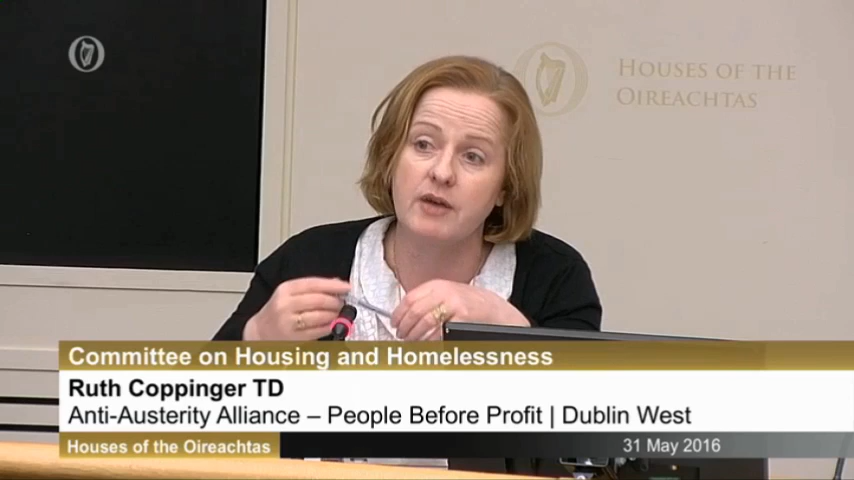 HOUSES OF THE
OIREACHTAS
Committee on Housing and Homelessness
Ruth Coppinger TD
Anti-Austerity Alliance – People Before Profit | Dublin West
Houses of the Oireachtas
31 May 2016